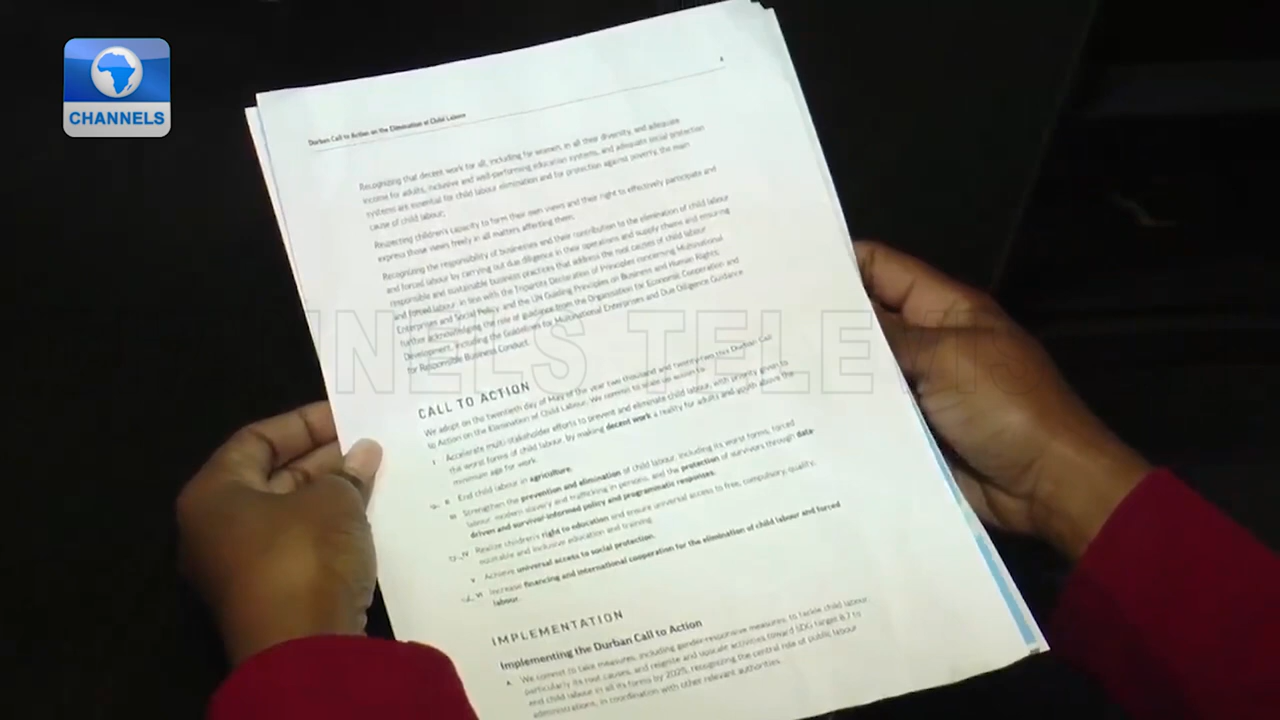 CHANNELS
4
Durban Call to Action on the Elimination of Child Labour
Recognizing that decent work for all, including for women, in all their diversity, and adequate
income for adults, inclusive and well-performing education systems, and adequate social protection
systems are essential for child labour elimination and for protection against poverty, the main
cause of child labour;
Respecting children's capacity to form their own views and their right to effectively participate and
express those views freely in all matters affecting them;
Recognizing the responsibility of businesses and their contribution to the elimination of child labour
and forced labour by carrying out due diligence in their operations and supply chains and ensuring
responsible and sustainable business practices that address the root causes of child labour
and forced labour in line with the Tripartite Declaration of Principles concerning Multinational
Enterprises and Social Policy and the UN Guiding Principles on Business and Human Rights;
further acknowledging the role of guidance from the Organisation for Economic Cooperation and
Development, including the Guidelines for Multinational Enterprises and Due Diligence Guidance
for Responsible Business Conduct.
NNELS TELEVIS
CALL TO ACTION
We adopt on the twentieth day of May of the year two thousand and twenty-two this Durban Call
to Action on the Elimination of Child Labour. We commit to scale up action to:
I Accelerate multi-stakeholder efforts to prevent and eliminate child labour, with priority given to
the worst forms of child labour, by making decent work a reality for adults and youth above the
minimum age for work.
II End child labour in agriculture.
III Strengthen the prevention and elimination of child labour, including its worst forms, forced
labour, modern slavery and trafficking in persons, and the protection of survivors through data-
driven and survivor-informed policy and programmatic responses.
IV Realize children's right to education and ensure universal access to free, compulsory, quality,
equitable and inclusive education and training.
V Achieve universal access to social protection.
VI Increase financing and international cooperation for the elimination of child labour and forced
labour.
IMPLEMENTATION
Implementing the Durban Call to Action
A. We commit to take measures, including gender-responsive measures, to tackle child labour,
particularly its root causes, and reignite and upscale activities toward SDG target 8.7 to
end child labour in all its forms by 2025, recognizing the central role of public labour
administrations, in coordination with other relevant authorities.